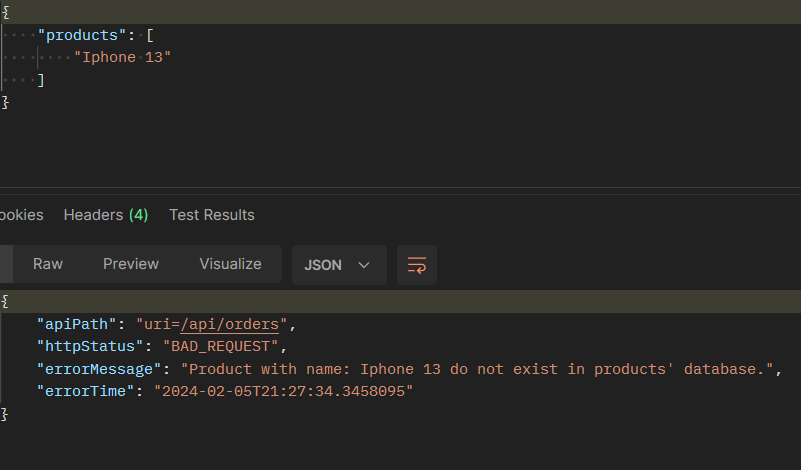 {
"products": [
"Iphone 13"
]
}
ookies Headers (4) Test Results
Raw Preview Visualize JSON
{
"apiPath": "uri=/api/orders",
"httpStatus": "BAD_REQUEST",
"errorMessage": "Product with name: Iphone 13 do not exist in products' database.",
"errorTime": "2024-02-05T21:27:34.3458095"
}